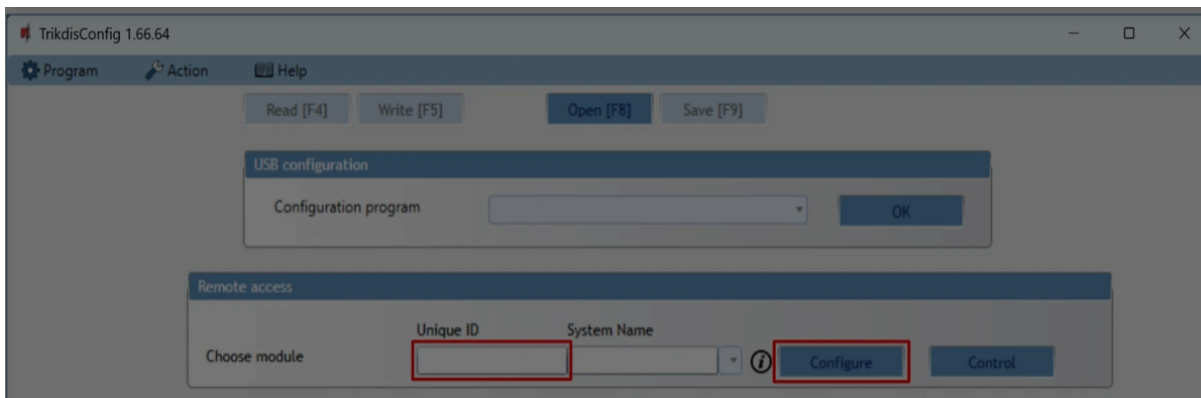 TrikdisConfig 1.66.64
Program Action Help
Read [F4] Write [F5] Open [F8] Save [F9]
USB configuration
Configuration program OK
Remote access
Unique ID System Name
Choose module Configure Control